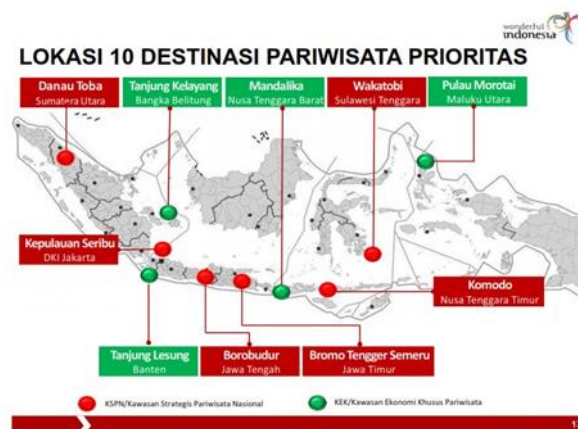 wonderful
indonesia
LOKASI 10 DESTINASI PARIWISATA PRIORITAS
Danau Toba
Sumatera Utara
Tanjung Kelayang
Bangka Belitung
Mandalika
Nusa Tenggara Barat
Wakatobi
Sulawesi Tenggara
Pulau Morotai
Maluku Utara
Kepulauan Seribu
DKI Jakarta
Komodo
Nusa Tenggara Timur
Tanjung Lesung
Banten
Borobudur
Jawa Tengah
Bromo Tengger Semeru
Jawa Timur
KSPN/Kawasan Strategis Pariwisata Nasional
KEK/Kawasan Ekonomi Khusus Pariwisata